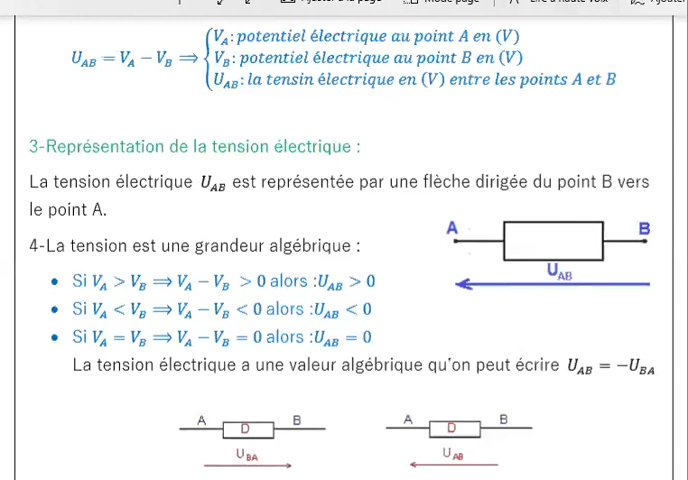 V_A: potentiel électrique au point A en (V)
U_AB = V_A − V_B ⟹ { V_B: potentiel électrique au point B en (V)
U_AB: la tensin électrique en (V) entre les points A et B
3-Représentation de la tension électrique :
La tension électrique U_AB est représentée par une flèche dirigée du point B vers
le point A.
A B
U_AB
4-La tension est une grandeur algébrique :
• Si V_A > V_B ⟹ V_A − V_B > 0 alors :U_AB > 0
• Si V_A < V_B ⟹ V_A − V_B < 0 alors :U_AB < 0
• Si V_A = V_B ⟹ V_A − V_B = 0 alors :U_AB = 0
La tension électrique a une valeur algébrique qu'on peut écrire U_AB = −U_BA
A D B
U_BA
A D B
U_AB